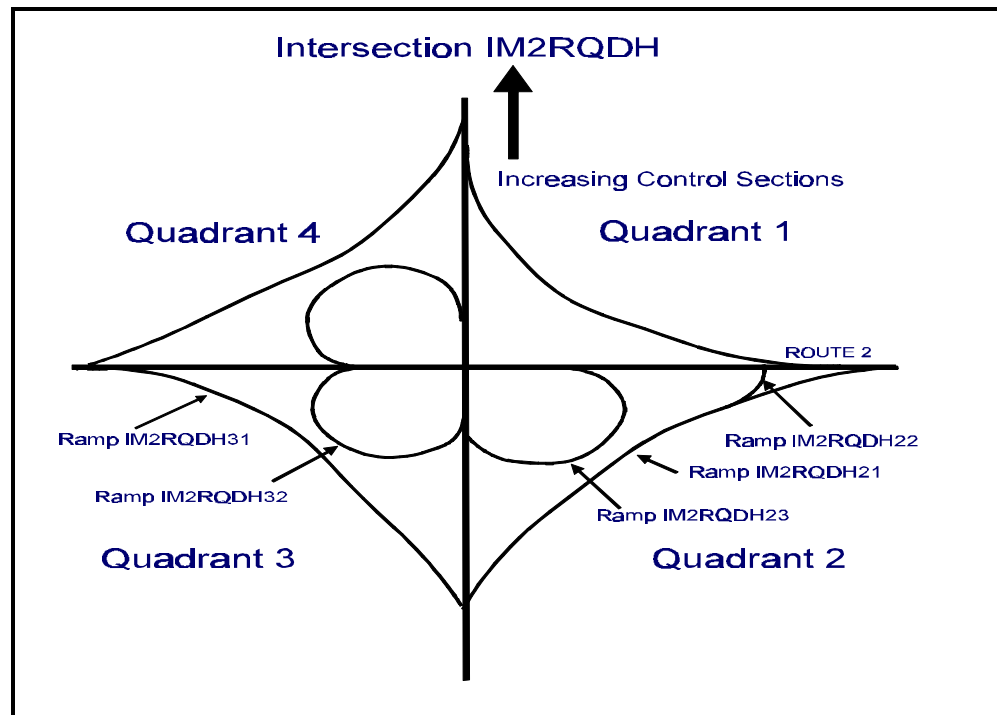 Intersection IM2RQDH
Increasing Control Sections
Quadrant 4
Quadrant 1
ROUTE 2
Ramp IM2RQDH31
Ramp IM2RQDH22
Ramp IM2RQDH21
Ramp IM2RQDH32
Ramp IM2RQDH23
Quadrant 3
Quadrant 2